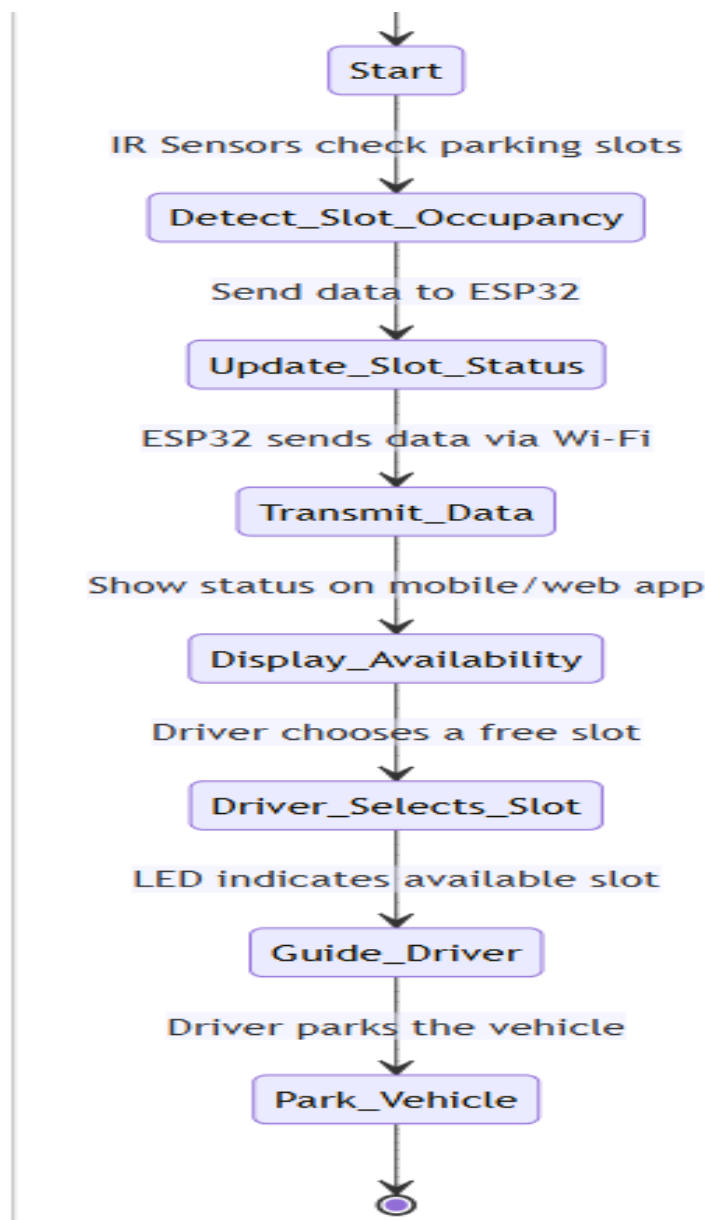 Start
IR Sensors check parking slots
Detect_Slot_Occupancy
Send data to ESP32
Update_Slot_Status
ESP32 sends data via Wi-Fi
Transmit_Data
Show status on mobile/web app
Display_Availability
Driver chooses a free slot
Driver_Selects_Slot
LED indicates available slot
Guide_Driver
Driver parks the vehicle
Park_Vehicle